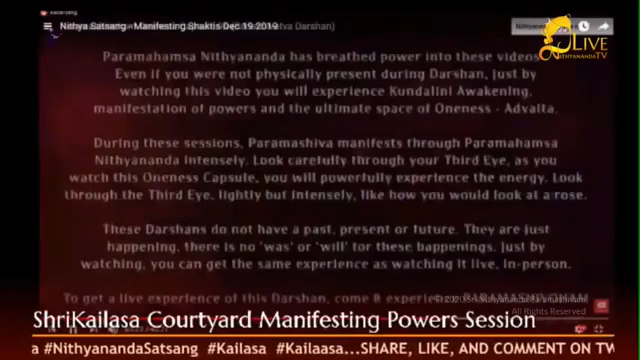 Nithya Satsang - Manifesting Shaktis Dec 19 2019
LIVE
NITHYANANDATV
Paramahamsa Nithyananda has breathed power into these videos.
Even if you were not physically present during Darshan, just by
watching this video you will experience Kundalini Awakening,
manifestation of powers and the ultimate space of Oneness - Advaita.
During these sessions, Paramashiva manifests through Paramahamsa
Nithyananda intensely. Look carefully through your Third Eye, as you
watch this Oneness Capsule, you will powerfully experience the energy. Look
through the Third Eye, lightly but intensely, like how you would look at a rose.
These Darshans do not have a past, present or future. They are just
happening, there is no 'was' or 'will' for these happenings. Just by
watching, you can get the same experience as watching it live, in-person.
To get a live experience of this Darshan, come & experience
All Rights Reserved
ShriKailasa Courtyard Manifesting Powers Session
a #NithyanandaSatsang #Kailasa #Kailaasa...SHARE, LIKE, AND COMMENT ON TW